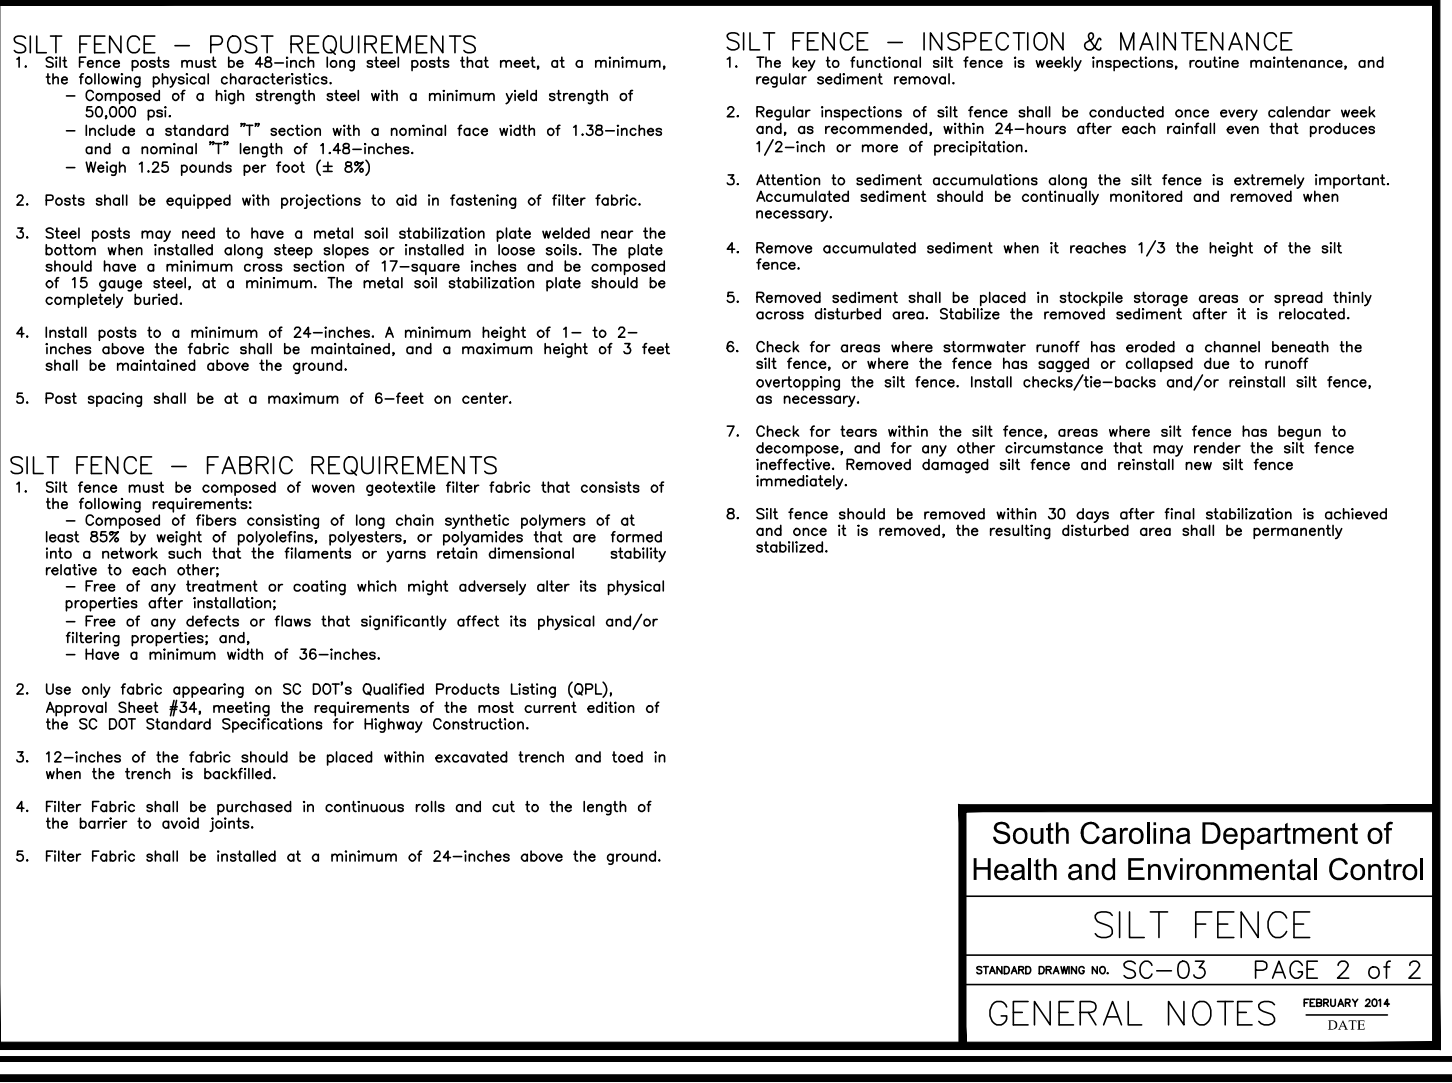 SILT FENCE – POST REQUIREMENTS
1. Silt Fence posts must be 48–inch long steel posts that meet, at a minimum,
the following physical characteristics.
– Composed of a high strength steel with a minimum yield strength of
50,000 psi.
– Include a standard "T" section with a nominal face width of 1.38–inches
and a nominal "T" length of 1.48–inches.
– Weigh 1.25 pounds per foot (± 8%)
2. Posts shall be equipped with projections to aid in fastening of filter fabric.
3. Steel posts may need to have a metal soil stabilization plate welded near the
bottom when installed along steep slopes or installed in loose soils. The plate
should have a minimum cross section of 17–square inches and be composed
of 15 gauge steel, at a minimum. The metal soil stabilization plate should be
completely buried.
4. Install posts to a minimum of 24–inches. A minimum height of 1– to 2–
inches above the fabric shall be maintained, and a maximum height of 3 feet
shall be maintained above the ground.
5. Post spacing shall be at a maximum of 6–feet on center.
SILT FENCE – FABRIC REQUIREMENTS
1. Silt fence must be composed of woven geotextile filter fabric that consists of
the following requirements:
– Composed of fibers consisting of long chain synthetic polymers of at
least 85% by weight of polyolefins, polyesters, or polyamides that are formed
into a network such that the filaments or yarns retain dimensional stability
relative to each other;
– Free of any treatment or coating which might adversely alter its physical
properties after installation;
– Free of any defects or flaws that significantly affect its physical and/or
filtering properties; and,
– Have a minimum width of 36–inches.
2. Use only fabric appearing on SC DOT's Qualified Products Listing (QPL),
Approval Sheet #34, meeting the requirements of the most current edition of
the SC DOT Standard Specifications for Highway Construction.
3. 12–inches of the fabric should be placed within excavated trench and toed in
when the trench is backfilled.
4. Filter Fabric shall be purchased in continuous rolls and cut to the length of
the barrier to avoid joints.
5. Filter Fabric shall be installed at a minimum of 24–inches above the ground.
SILT FENCE – INSPECTION & MAINTENANCE
1. The key to functional silt fence is weekly inspections, routine maintenance, and
regular sediment removal.
2. Regular inspections of silt fence shall be conducted once every calendar week
and, as recommended, within 24–hours after each rainfall even that produces
1/2–inch or more of precipitation.
3. Attention to sediment accumulations along the silt fence is extremely important.
Accumulated sediment should be continually monitored and removed when
necessary.
4. Remove accumulated sediment when it reaches 1/3 the height of the silt
fence.
5. Removed sediment shall be placed in stockpile storage areas or spread thinly
across disturbed area. Stabilize the removed sediment after it is relocated.
6. Check for areas where stormwater runoff has eroded a channel beneath the
silt fence, or where the fence has sagged or collapsed due to runoff
overtopping the silt fence. Install checks/tie–backs and/or reinstall silt fence,
as necessary.
7. Check for tears within the silt fence, areas where silt fence has begun to
decompose, and for any other circumstance that may render the silt fence
ineffective. Removed damaged silt fence and reinstall new silt fence
immediately.
8. Silt fence should be removed within 30 days after final stabilization is achieved
and once it is removed, the resulting disturbed area shall be permanently
stabilized.
South Carolina Department of
Health and Environmental Control
SILT FENCE
STANDARD DRAWING NO. SC–03 PAGE 2 of 2
GENERAL NOTES FEBRUARY 2014
DATE